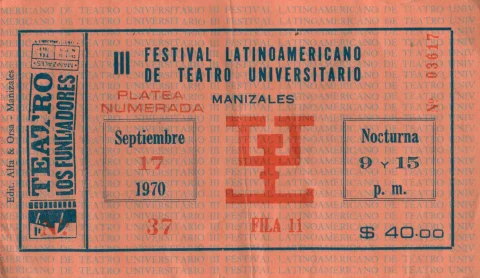 III FESTIVAL LATINOAMERICANO
DE TEATRO UNIVERSITARIO
PLATEA
NUMERADA
MANIZALES
Septiembre
17
1970
Nocturna
9 y 15
p. m.
37
FILA 11
$ 40.00
Nº 03617
TEATRO
LOS FUNDADORES
Edit. Alfa & Orsa - Manizales